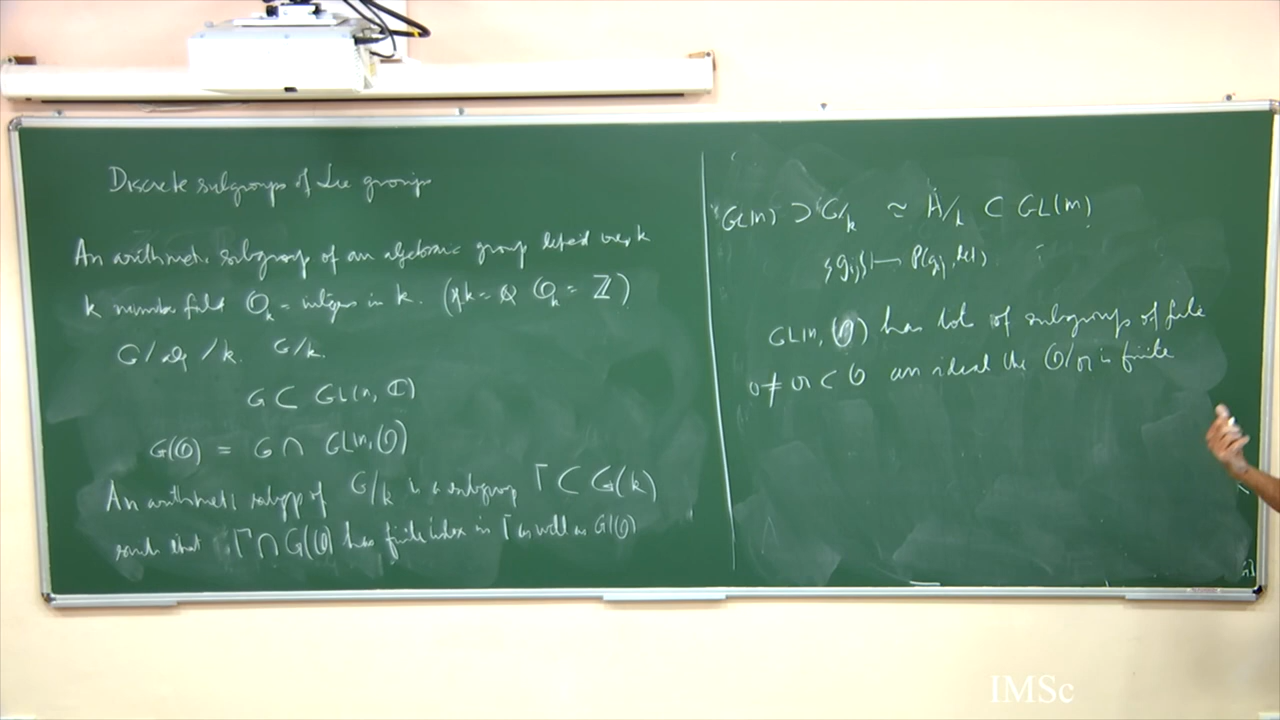 Discrete subgroups of Lie groups
An arithmetic subgroup of an algebraic group defined over k
k number field O_k = integers in k. (if k = ℚ O_k = ℤ)
G/k. G/k.
G ⊂ GL(n, ℂ)
G(O) = G ∩ GL(n, O)
An arithmetic subgp of G/k is a subgroup Γ ⊂ G(k)
such that Γ ∩ G(O) has finite index in Γ as well as G(O)
GL(n) ⊃ G/k ≃ H/k ⊂ GL(m)
{g_ij} ⟼ P(g_ij, det).
GL(n, O) has lot of subgroups of finite
0 ≠ 𝔞 ⊂ O an ideal the O/𝔞 is finite
IMSc